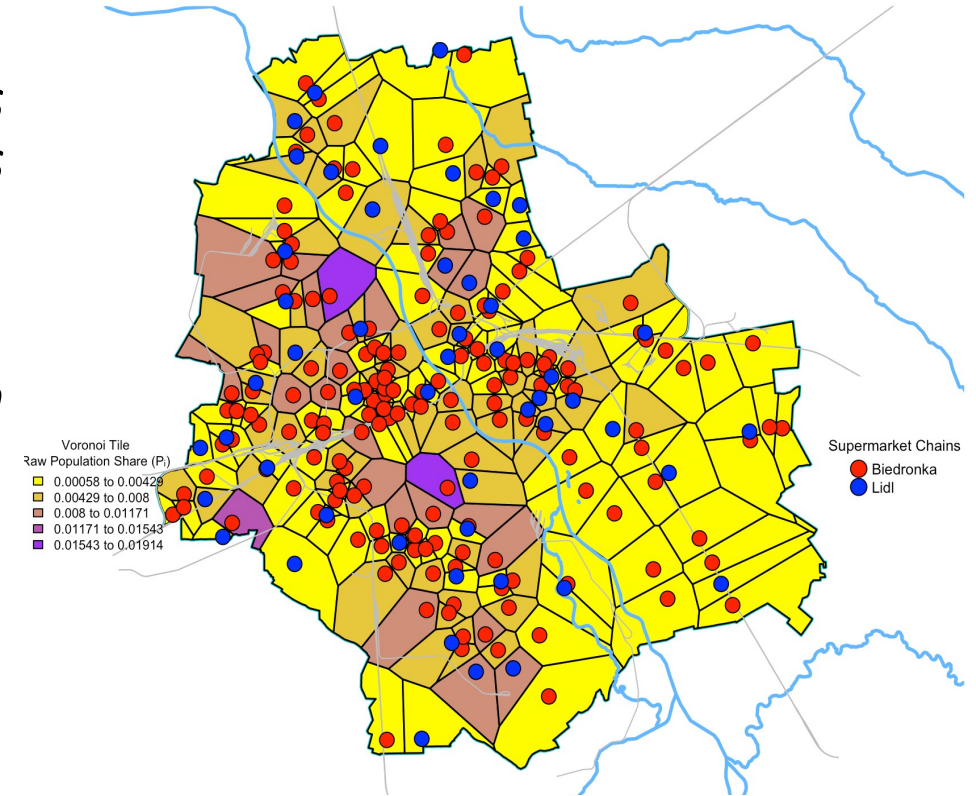 Voronoi Tile
Raw Population Share (Pᵢ)
0.00058 to 0.00429
0.00429 to 0.008
0.008 to 0.01171
0.01171 to 0.01543
0.01543 to 0.01914
Supermarket Chains
Biedronka
Lidl